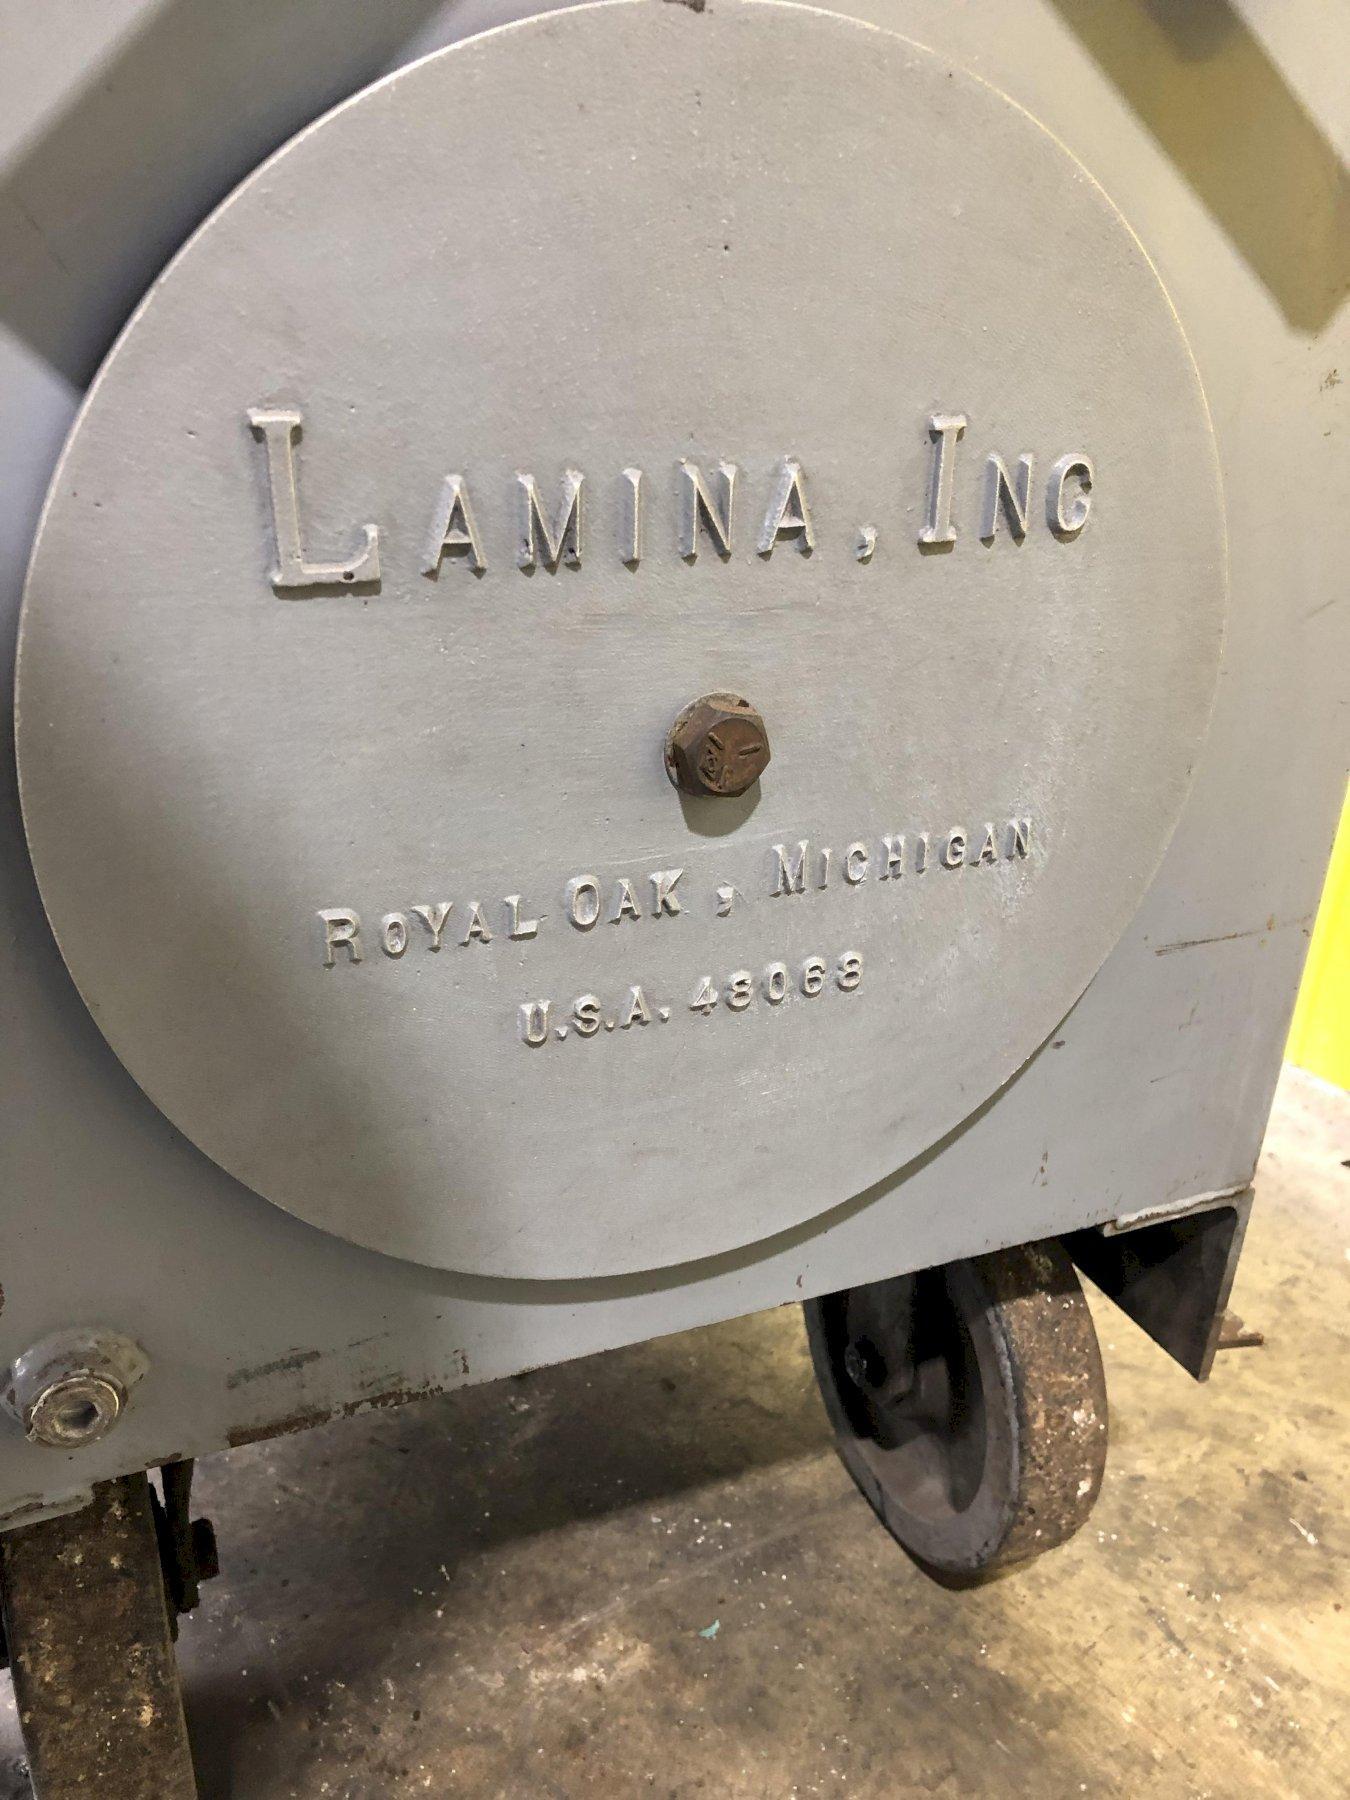 LAMINA, INC
ROYAL OAK, MICHIGAN
U.S.A. 48068